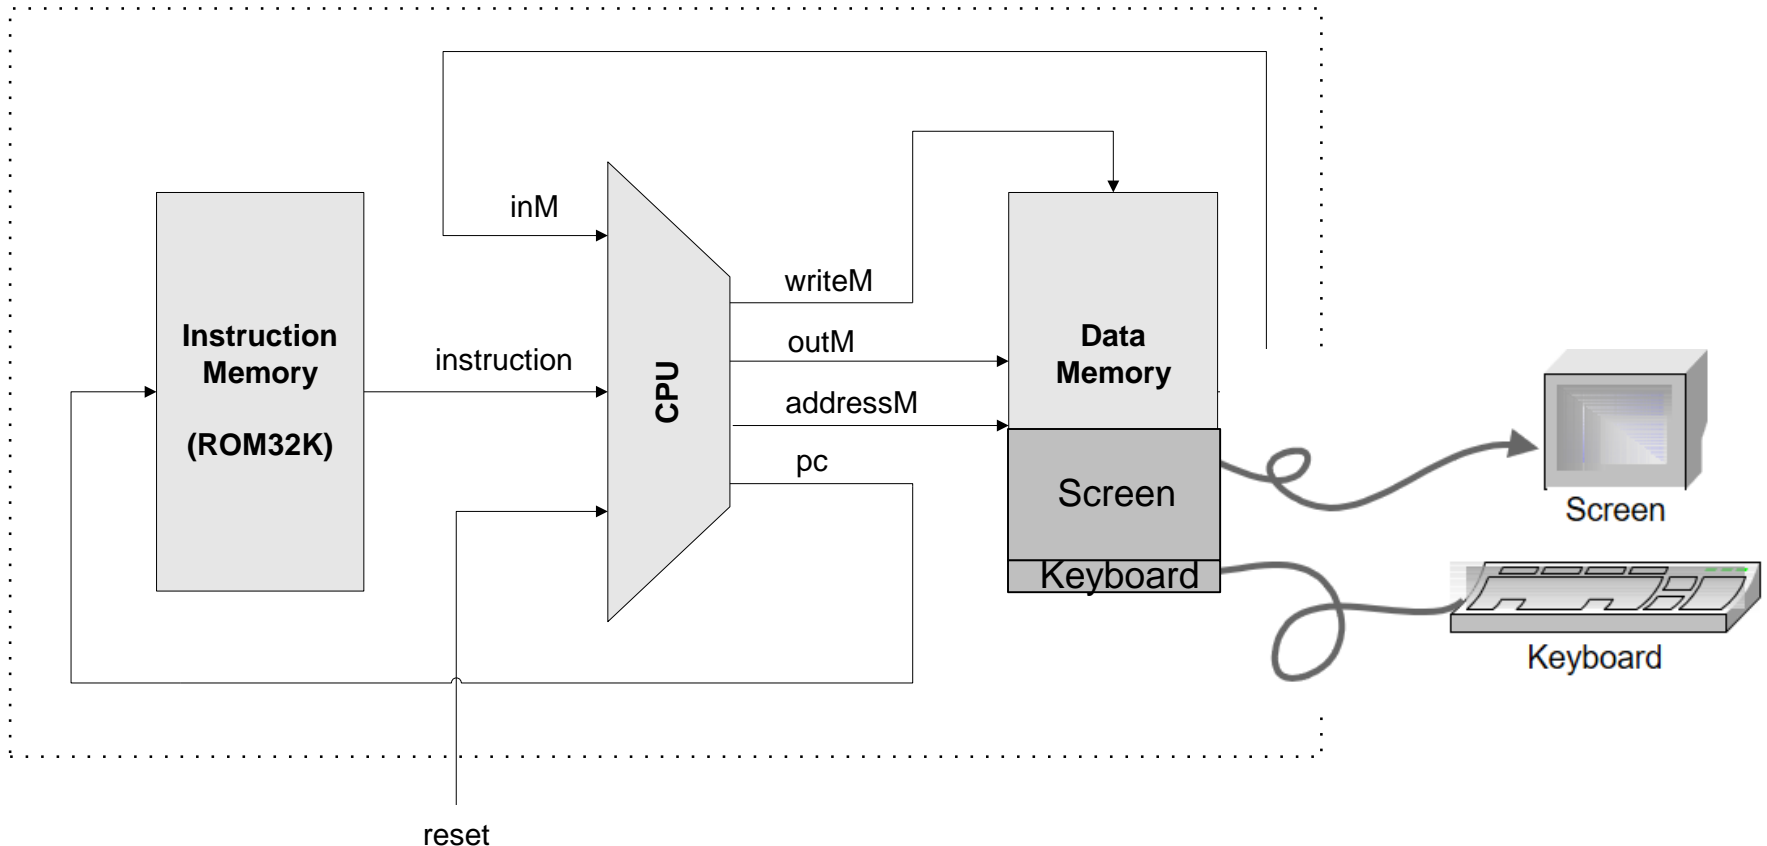 inM
writeM
Instruction
Memory
(ROM32K)
instruction
CPU
outM
addressM
pc
Data
Memory
Screen
Keyboard
Screen
Keyboard
reset